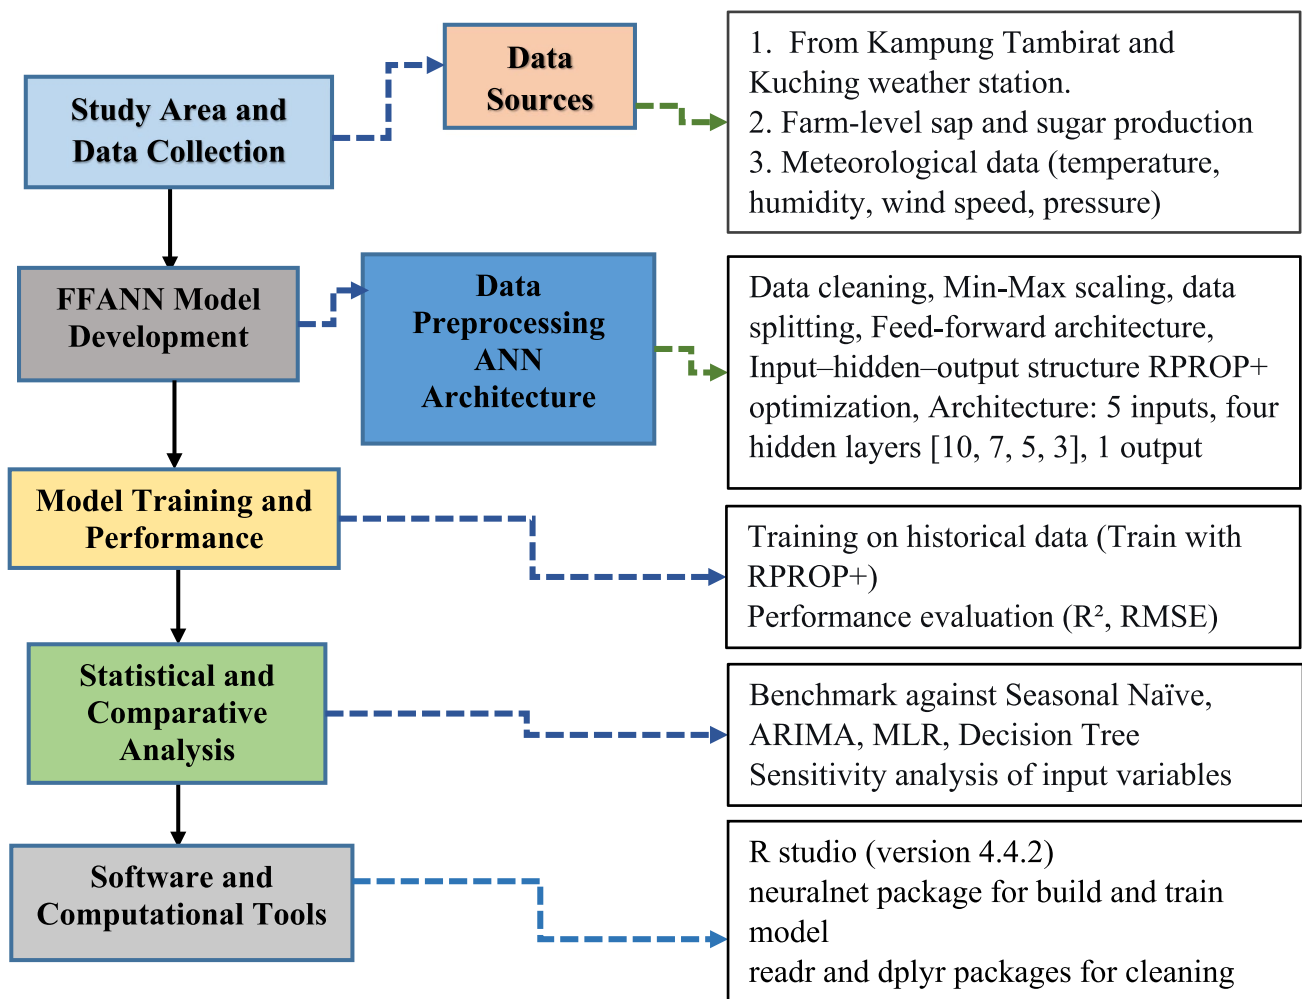 Study Area and
Data Collection
Data
Sources
1.  From Kampung Tambirat and
Kuching weather station.
2. Farm-level sap and sugar production
3. Meteorological data (temperature,
humidity, wind speed, pressure)
FFANN Model
Development
Data
Preprocessing
ANN
Architecture
Data cleaning, Min-Max scaling, data
splitting, Feed-forward architecture,
Input–hidden–output structure RPROP+
optimization, Architecture: 5 inputs, four
hidden layers [10, 7, 5, 3], 1 output
Model Training and
Performance
Training on historical data (Train with
RPROP+)
Performance evaluation (R², RMSE)
Statistical and
Comparative
Analysis
Benchmark against Seasonal Naïve,
ARIMA, MLR, Decision Tree
Sensitivity analysis of input variables
Software and
Computational Tools
R studio (version 4.4.2)
neuralnet package for build and train
model
readr and dplyr packages for cleaning